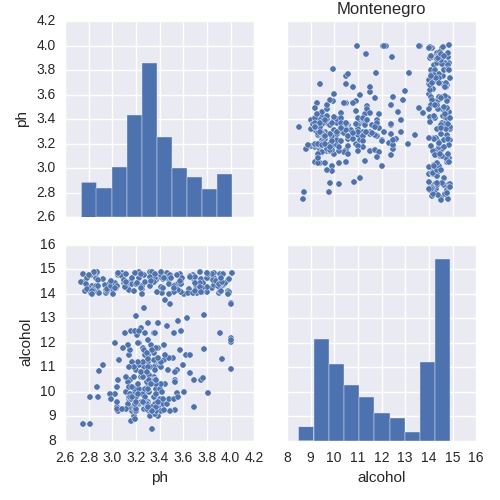 Montenegro
4.2
4.0
3.8
3.6
3.4
3.2
3.0
2.8
2.6
ph
16
15
14
13
12
11
10
9
8
alcohol
2.6 2.8 3.0 3.2 3.4 3.6 3.8 4.0 4.2
ph
8 9 10 11 12 13 14 15 16
alcohol